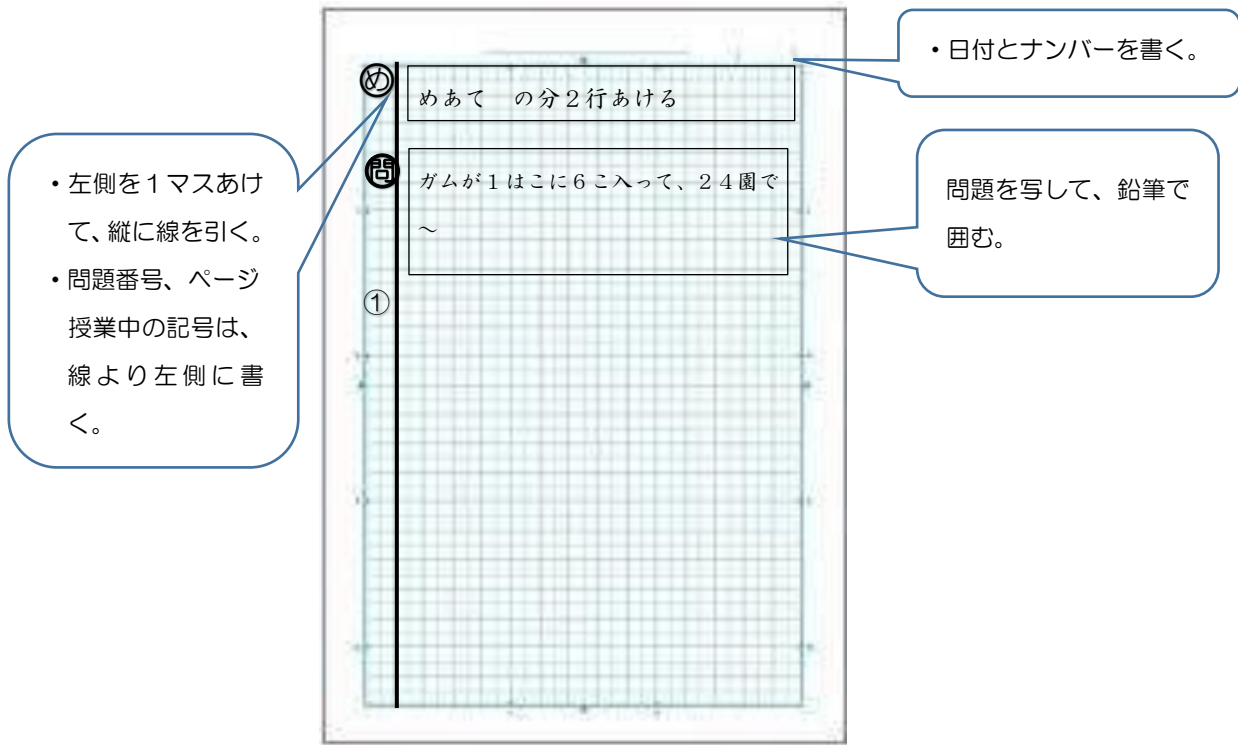 ・日付とナンバーを書く。
め
めあて　の分２行あける
問
ガムが１はこに６こ入って、２４園で
～
問題を写して、鉛筆で
囲む。
・左側を１マスあけ
て、縦に線を引く。
・問題番号、ページ
授業中の記号は、
線より左側に書
く。
①